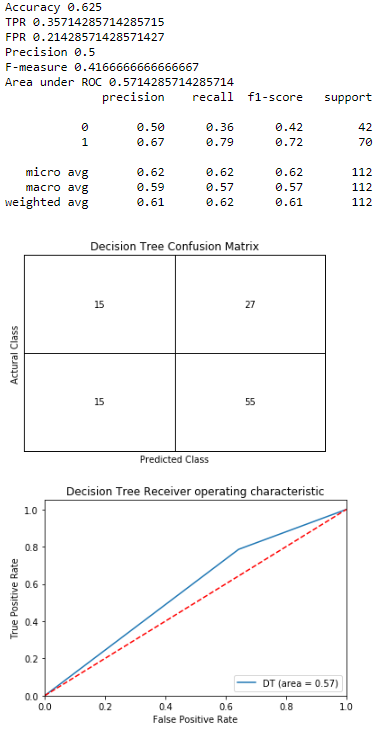 Accuracy 0.625
TPR 0.35714285714285715
FPR 0.21428571428571427
Precision 0.5
F-measure 0.4166666666666667
Area under ROC 0.5714285714285714
precision recall f1-score support
0 0.50 0.36 0.42 42
1 0.67 0.79 0.72 70
micro avg 0.62 0.62 0.62 112
macro avg 0.59 0.57 0.57 112
weighted avg 0.61 0.62 0.61 112
Decision Tree Confusion Matrix
15 27
Actural Class
15 55
Predicted Class
Decision Tree Receiver operating characteristic
1.0
0.8
0.6
0.4
0.2
0.0
True Positive Rate
DT (area = 0.57)
0.0 0.2 0.4 0.6 0.8 1.0
False Positive Rate